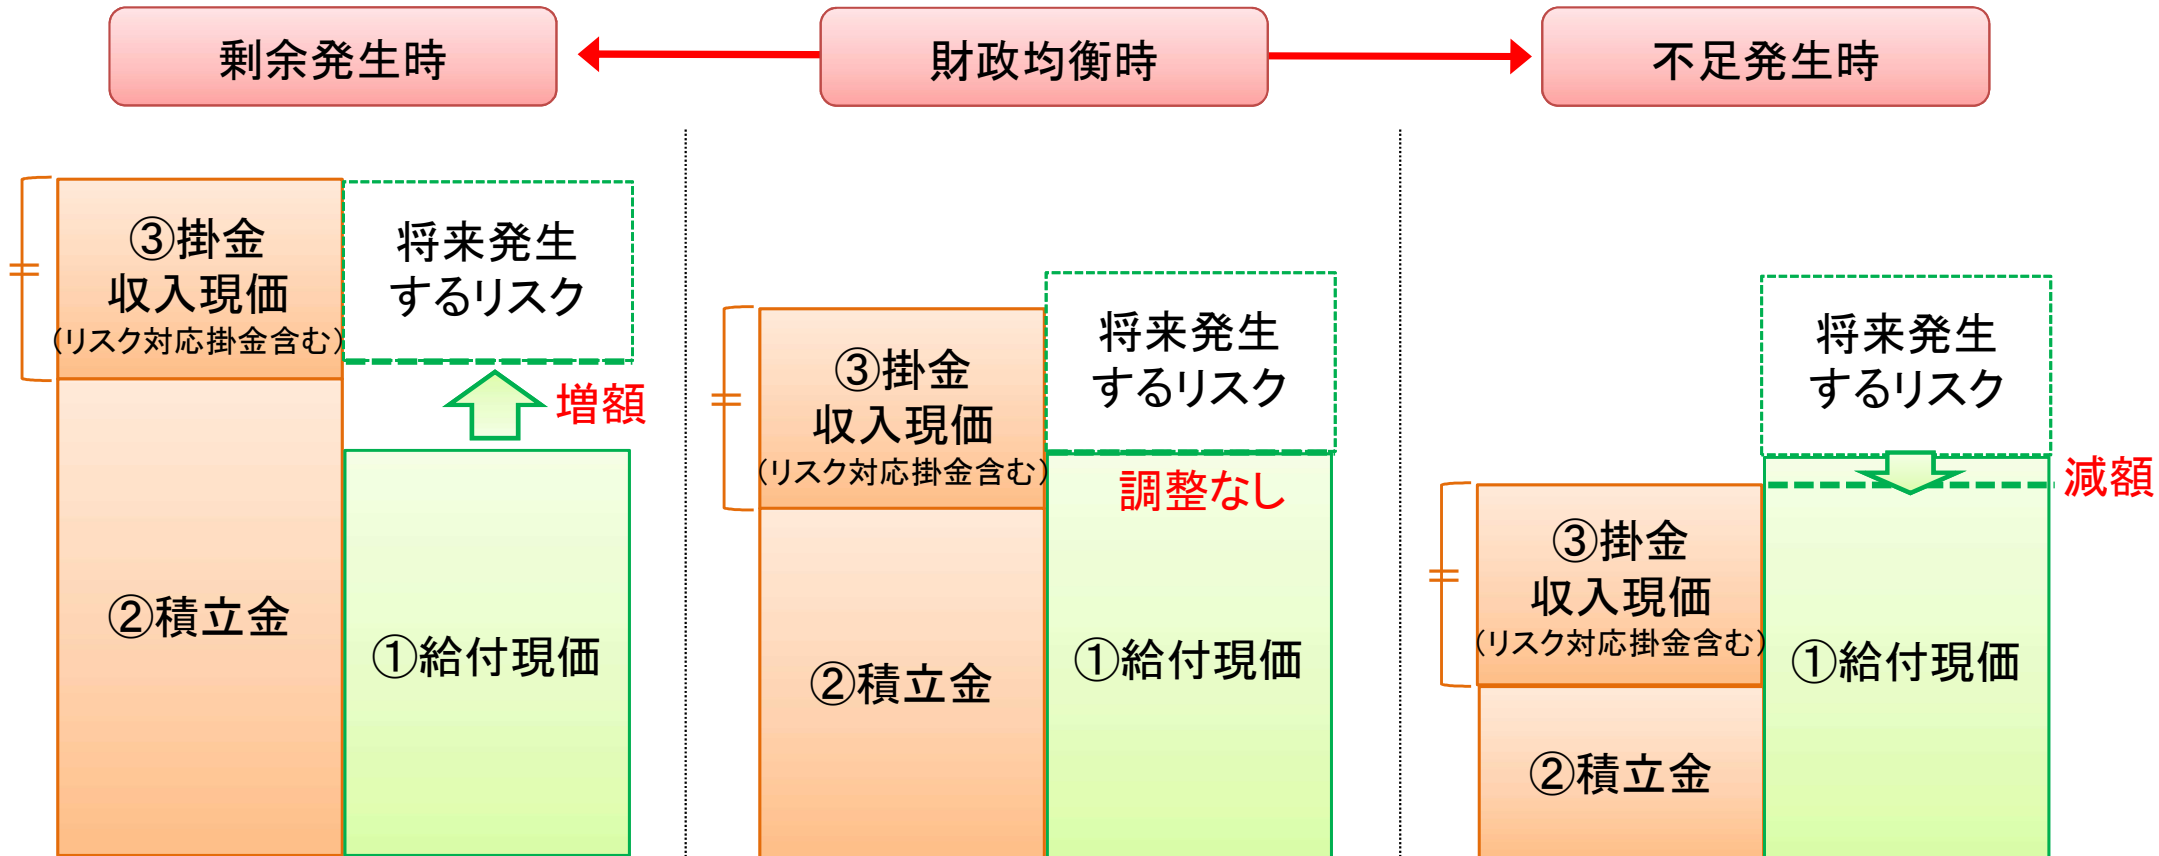 剰余発生時
財政均衡時
不足発生時
③掛金
収入現価
(リスク対応掛金含む)
将来発生
するリスク
増額
②積立金
①給付現価
③掛金
収入現価
(リスク対応掛金含む)
将来発生
するリスク
調整なし
②積立金
①給付現価
将来発生
するリスク
減額
③掛金
収入現価
(リスク対応掛金含む)
①給付現価
②積立金